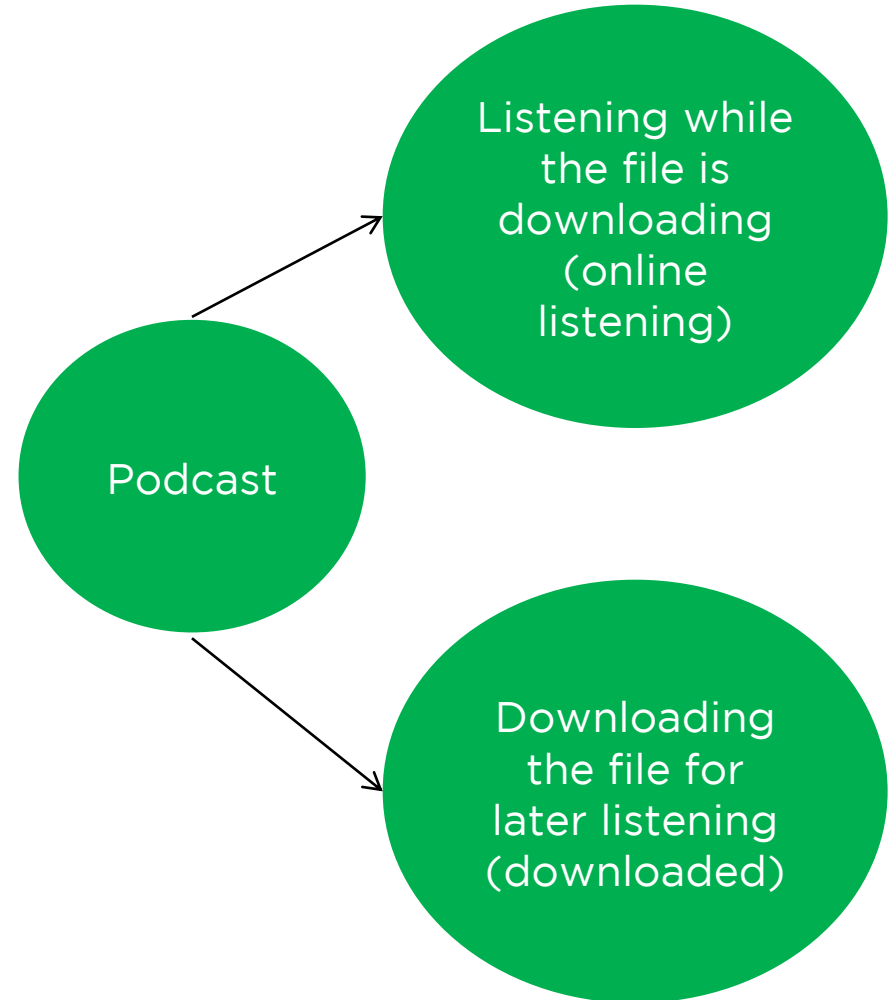 Listening while
the file is
downloading
(online
listening)
Podcast
Downloading
the file for
later listening
(downloaded)